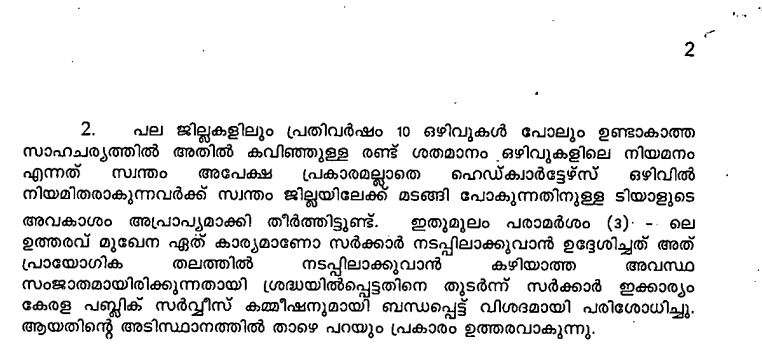 2
2. പല ജില്ലകളിലും പ്രതിവർഷം 10 ഒഴിവുകൾ പോലും ഉണ്ടാകാത്ത
സാഹചര്യത്തിൽ അതിൽ കവിഞ്ഞുള്ള രണ്ട് ശതമാനം ഒഴിവുകളിലെ നിയമനം
എന്നത് സ്വന്തം അപേക്ഷ പ്രകാരമല്ലാതെ ഹെഡ്ക്വാർട്ടേഴ്സ് ഒഴിവിൽ
നിയമിതരാകുന്നവർക്ക് സ്വന്തം ജില്ലയിലേക്ക് മടങ്ങി പോകുന്നതിനുള്ള ടിയാളുടെ
അവകാശം അപ്രാപ്യമാക്കി തീർത്തിട്ടുണ്ട്. ഇതുമൂലം പരാമർശം (3) - ലെ
ഉത്തരവ് മുഖേന ഏത് കാര്യമാണോ സർക്കാർ നടപ്പിലാക്കുവാൻ ഉദ്ദേശിച്ചത് അത്
പ്രായോഗിക തലത്തിൽ നടപ്പിലാക്കുവാൻ കഴിയാത്ത അവസ്ഥ
സംജാതമായിരിക്കുന്നതായി ശ്രദ്ധയിൽപ്പെട്ടതിനെ തുടർന്ന് സർക്കാർ ഇക്കാര്യം
കേരള പബ്ലിക് സർവ്വീസ് കമ്മീഷനുമായി ബന്ധപ്പെട്ട് വിശദമായി പരിശോധിച്ചു.
ആയതിന്റെ അടിസ്ഥാനത്തിൽ താഴെ പറയും പ്രകാരം ഉത്തരവാകുന്നു.